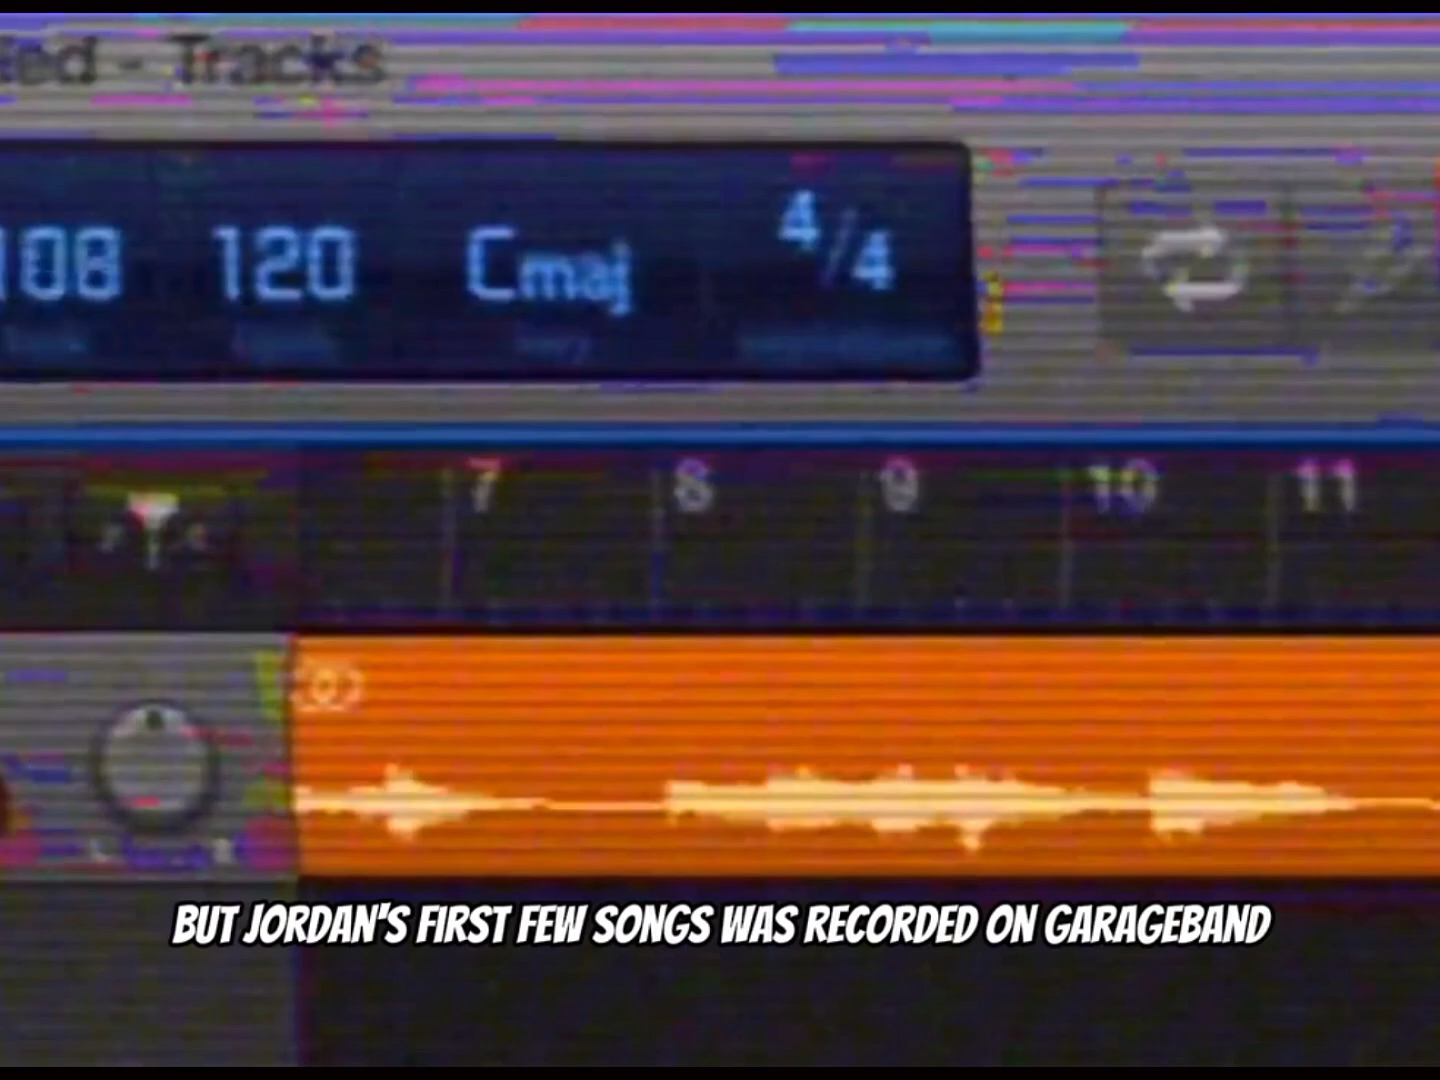 ied - Tracks
108 120 Cmaj 4/4
7 8 9 10 11
BUT JORDAN'S FIRST FEW SONGS WAS RECORDED ON GARAGEBAND